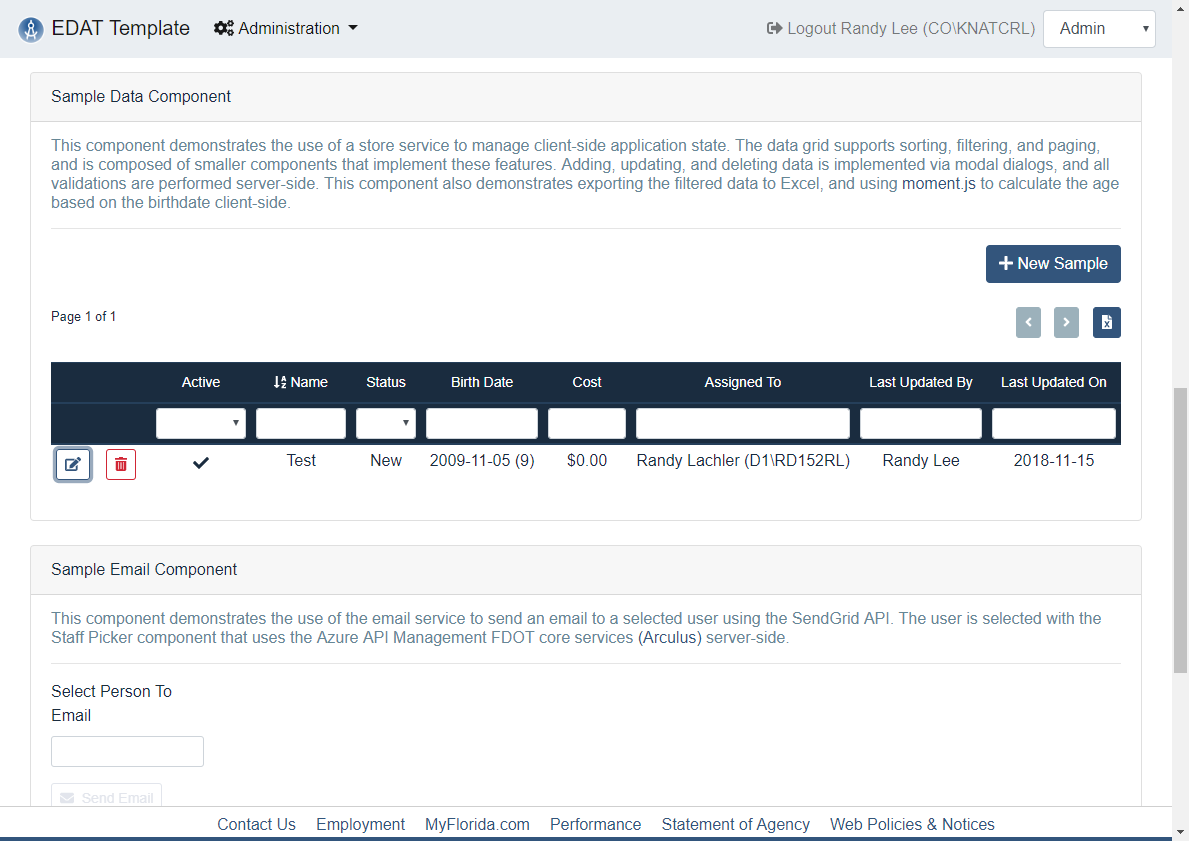 EDAT Template
Administration
Logout Randy Lee (CO\KNATCRL)
Admin
Sample Data Component
This component demonstrates the use of a store service to manage client-side application state. The data grid supports sorting, filtering, and paging,
and is composed of smaller components that implement these features. Adding, updating, and deleting data is implemented via modal dialogs, and all
validations are performed server-side. This component also demonstrates exporting the filtered data to Excel, and using moment.js to calculate the age
based on the birthdate client-side.
New Sample
Page 1 of 1
Active Name Status Birth Date Cost Assigned To Last Updated By Last Updated On
Test New 2009-11-05 (9) $0.00 Randy Lachler (D1\RD152RL) Randy Lee 2018-11-15
Sample Email Component
This component demonstrates the use of the email service to send an email to a selected user using the SendGrid API. The user is selected with the
Staff Picker component that uses the Azure API Management FDOT core services (Arculus) server-side.
Select Person To
Email
Send Email
Contact Us Employment MyFlorida.com Performance Statement of Agency Web Policies & Notices